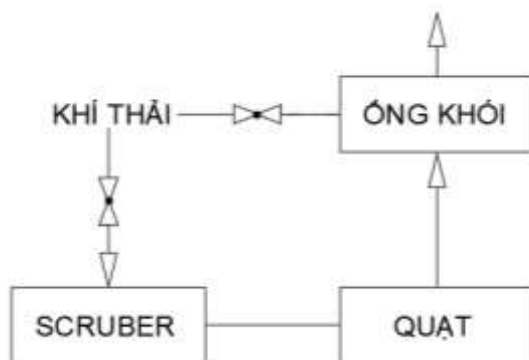 KHÍ THẢI
ỐNG KHÓI
SCRUBER
QUẠT